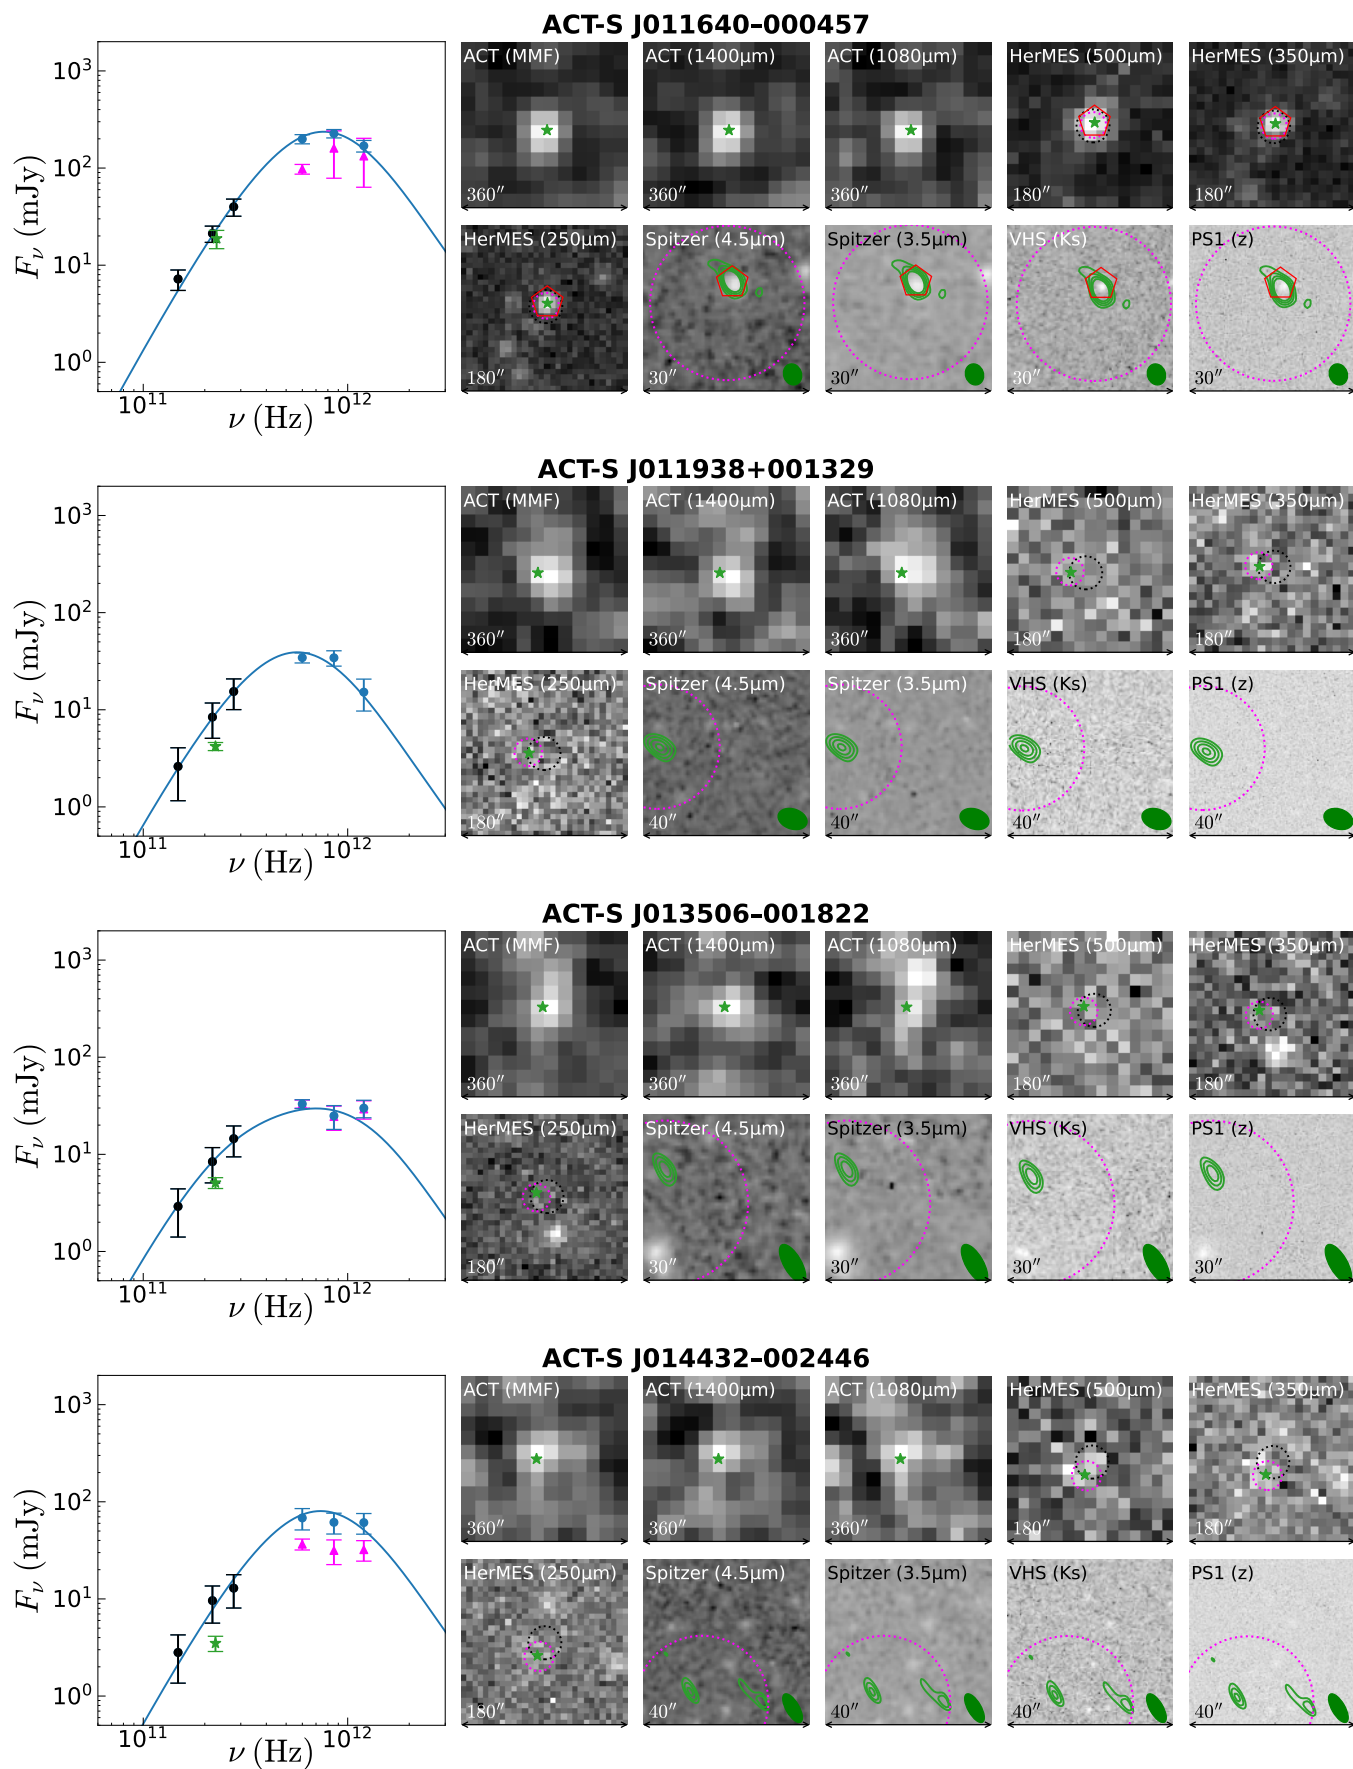 ACT-S J011640–000457
10³
10²
10¹
10⁰
10¹¹
10¹²
F_ν (mJy)
ν (Hz)
ACT (MMF)
360″
ACT (1400μm)
360″
ACT (1080μm)
360″
HerMES (500μm)
180″
HerMES (350μm)
180″
HerMES (250μm)
180″
Spitzer (4.5μm)
30″
Spitzer (3.5μm)
30″
VHS (Ks)
30″
PS1 (z)
30″
ACT-S J011938+001329
10³
10²
10¹
10⁰
10¹¹
10¹²
F_ν (mJy)
ν (Hz)
ACT (MMF)
360″
ACT (1400μm)
360″
ACT (1080μm)
360″
HerMES (500μm)
180″
HerMES (350μm)
180″
HerMES (250μm)
180″
Spitzer (4.5μm)
40″
Spitzer (3.5μm)
40″
VHS (Ks)
40″
PS1 (z)
40″
ACT-S J013506–001822
10³
10²
10¹
10⁰
10¹¹
10¹²
F_ν (mJy)
ν (Hz)
ACT (MMF)
360″
ACT (1400μm)
360″
ACT (1080μm)
360″
HerMES (500μm)
180″
HerMES (350μm)
180″
HerMES (250μm)
180″
Spitzer (4.5μm)
30″
Spitzer (3.5μm)
30″
VHS (Ks)
30″
PS1 (z)
30″
ACT-S J014432–002446
10³
10²
10¹
10⁰
10¹¹
10¹²
F_ν (mJy)
ν (Hz)
ACT (MMF)
360″
ACT (1400μm)
360″
ACT (1080μm)
360″
HerMES (500μm)
180″
HerMES (350μm)
180″
HerMES (250μm)
180″
Spitzer (4.5μm)
40″
Spitzer (3.5μm)
40″
VHS (Ks)
40″
PS1 (z)
40″